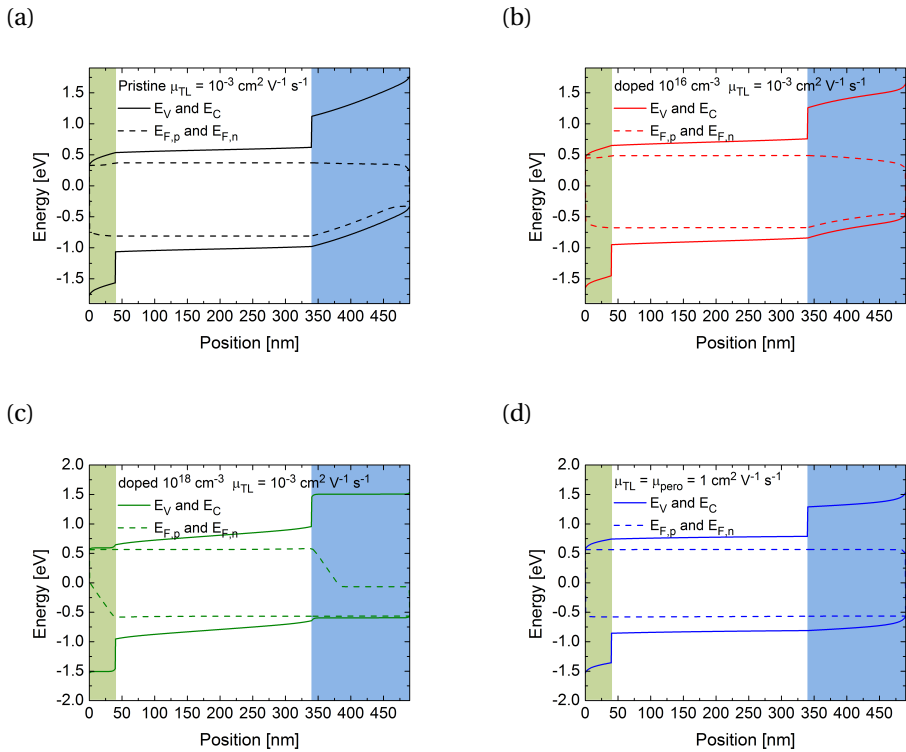 (a)
Pristine μTL = 10-3 cm2 V-1 s-1
EV and EC
EF,p and EF,n
1.5
1.0
0.5
0.0
-0.5
-1.0
-1.5
Energy [eV]
0 50 100 150 200 250 300 350 400 450
Position [nm]
(b)
doped 1016 cm-3 μTL = 10-3 cm2 V-1 s-1
EV and EC
EF,p and EF,n
1.5
1.0
0.5
0.0
-0.5
-1.0
-1.5
Energy [eV]
0 50 100 150 200 250 300 350 400 450
Position [nm]
(c)
doped 1018 cm-3 μTL = 10-3 cm2 V-1 s-1
EV and EC
EF,p and EF,n
2.0
1.5
1.0
0.5
0.0
-0.5
-1.0
-1.5
-2.0
Energy [eV]
0 50 100 150 200 250 300 350 400 450
Position [nm]
(d)
μTL = μpero = 1 cm2 V-1 s-1
EV and EC
EF,p and EF,n
2.0
1.5
1.0
0.5
0.0
-0.5
-1.0
-1.5
-2.0
Energy [eV]
0 50 100 150 200 250 300 350 400 450
Position [nm]